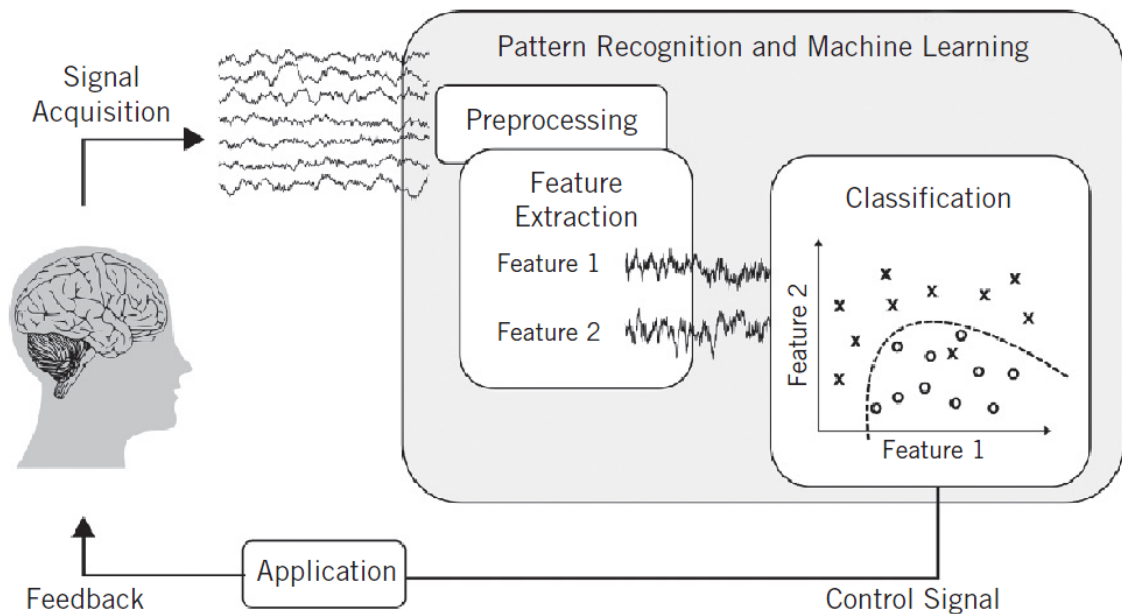 Pattern Recognition and Machine Learning
Signal
Acquisition
Preprocessing
Feature
Extraction
Feature 1
Feature 2
Classification
Feature 2
Feature 1
Application
Feedback
Control Signal